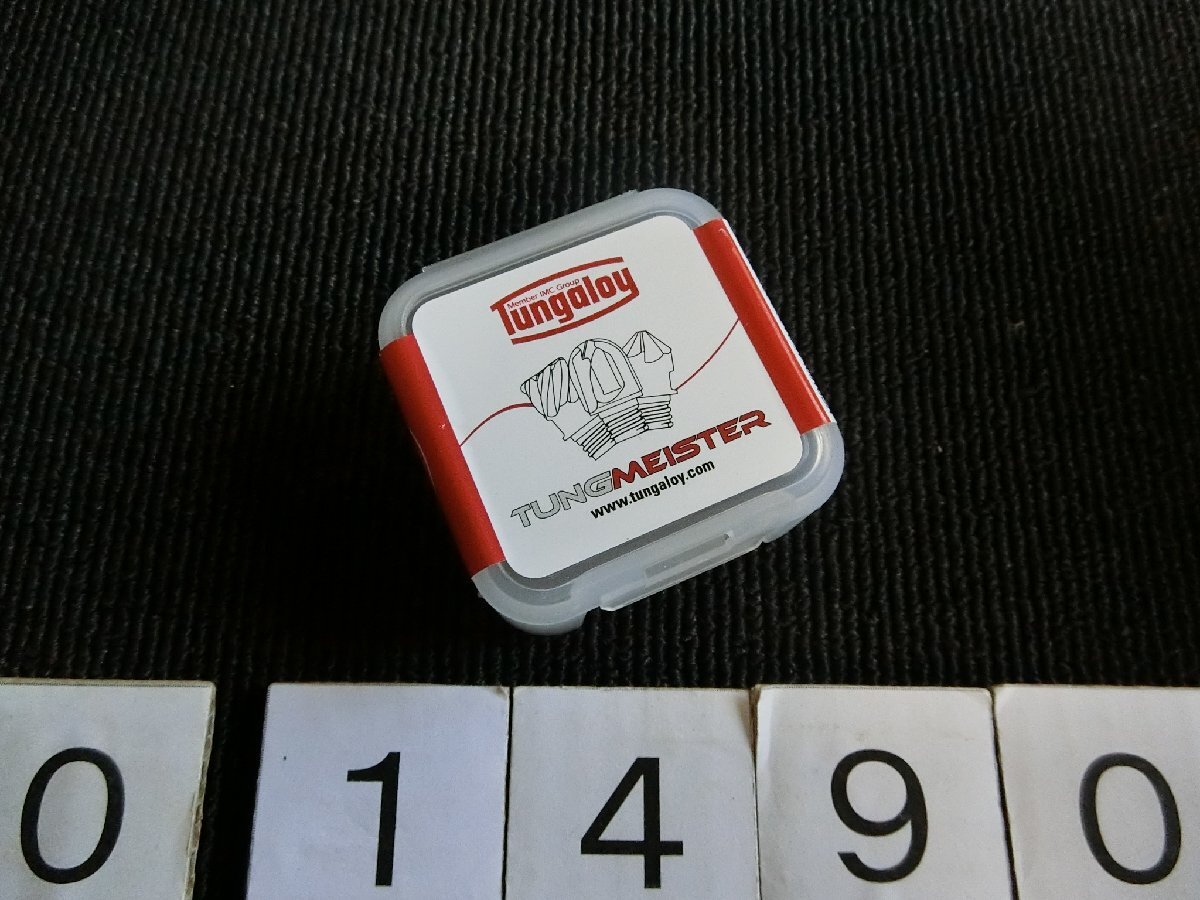 Member IMC Group
Tungaloy
TUNGMEISTER
www.tungaloy.com
0 1 4 9 0